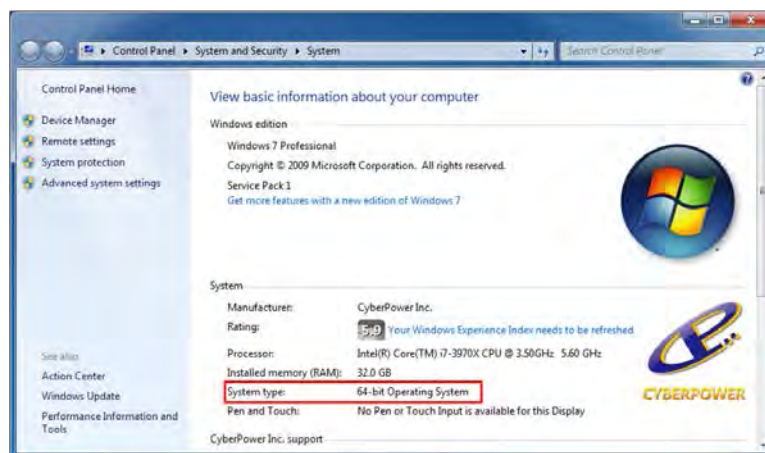 Control Panel ▸ System and Security ▸ System
Search Control Panel
Control Panel Home
Device Manager
Remote settings
System protection
Advanced system settings
See also
Action Center
Windows Update
Performance Information and
Tools
View basic information about your computer
Windows edition
Windows 7 Professional
Copyright © 2009 Microsoft Corporation. All rights reserved.
Service Pack 1
Get more features with a new edition of Windows 7
System
Manufacturer: CyberPower Inc.
Rating: 5.9 Your Windows Experience Index needs to be refreshed
Processor: Intel(R) Core(TM) i7-3970X CPU @ 3.50GHz 5.60 GHz
Installed memory (RAM): 32.0 GB
System type: 64-bit Operating System
Pen and Touch: No Pen or Touch Input is available for this Display
CYBERPOWER
CyberPower Inc. support